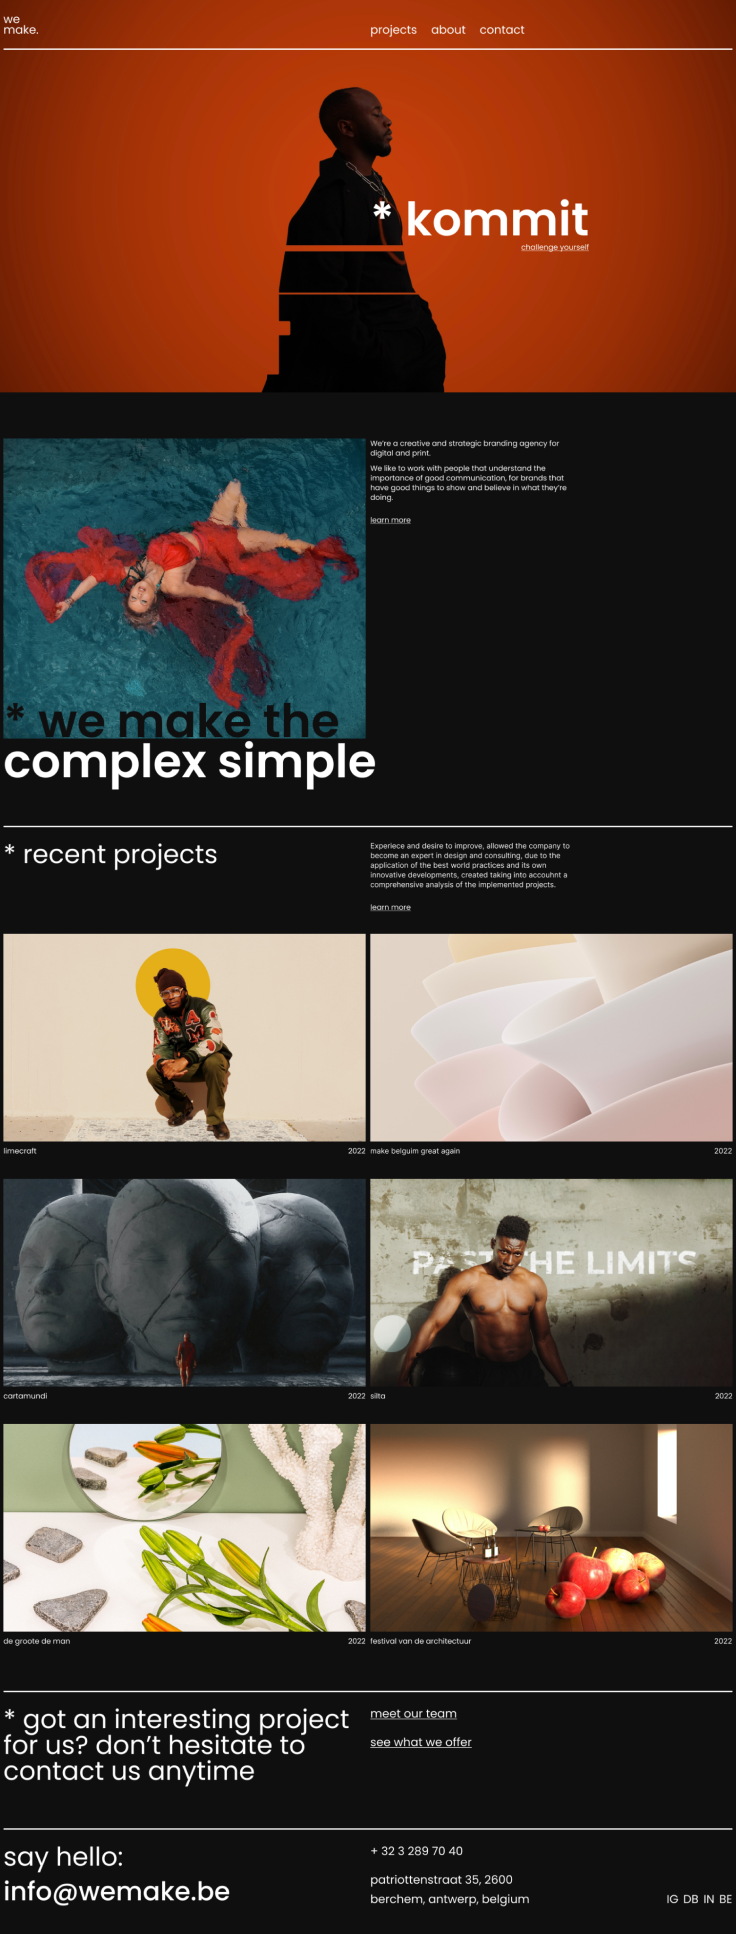 we
make.
projects about contact
* kommit
challenge yourself
We're a creative and strategic branding agency for
digital and print.
We like to work with people that understand the
importance of good communication, for brands that
have good things to show and believe in what they're
doing.
learn more
* we make the
complex simple
* recent projects
Experiece and desire to improve, allowed the company to
become an expert in design and consulting, due to the
application of the best world practices and its own
innovative developments, created taking into accouhnt a
comprehensive analysis of the implemented projects.
learn more
limecraft 2022
make belguim great again 2022
PAST THE LIMITS
cartamundi 2022
silta 2022
de groote de man 2022
festival van de architectuur 2022
* got an interesting project
for us? don't hesitate to
contact us anytime
meet our team
see what we offer
say hello:
info@wemake.be
+ 32 3 289 70 40
patriottenstraat 35, 2600
berchem, antwerp, belgium
IG DB IN BE